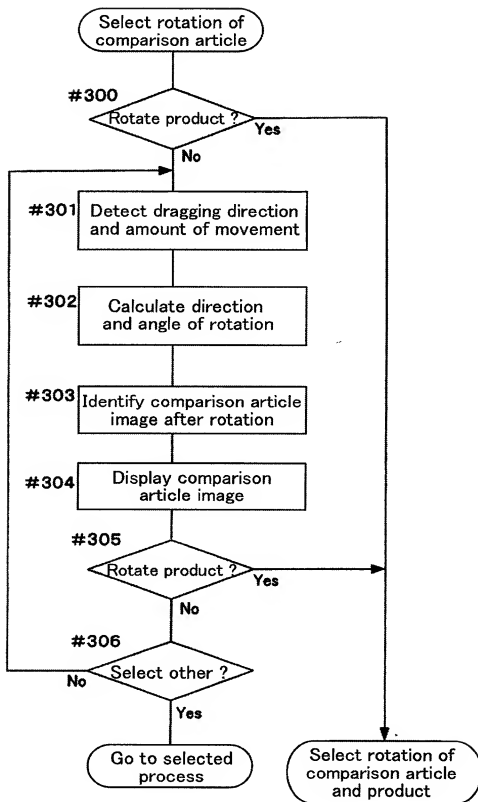 Select rotation of
comparison article
#300
Rotate product ?
Yes
No
#301
Detect dragging direction
and amount of movement
#302
Calculate direction
and angle of rotation
#303
Identify comparison article
image after rotation
#304
Display comparison
article image
#305
Rotate product ?
Yes
No
#306
Select other ?
No
Yes
Go to selected
process
Select rotation of
comparison article
and product